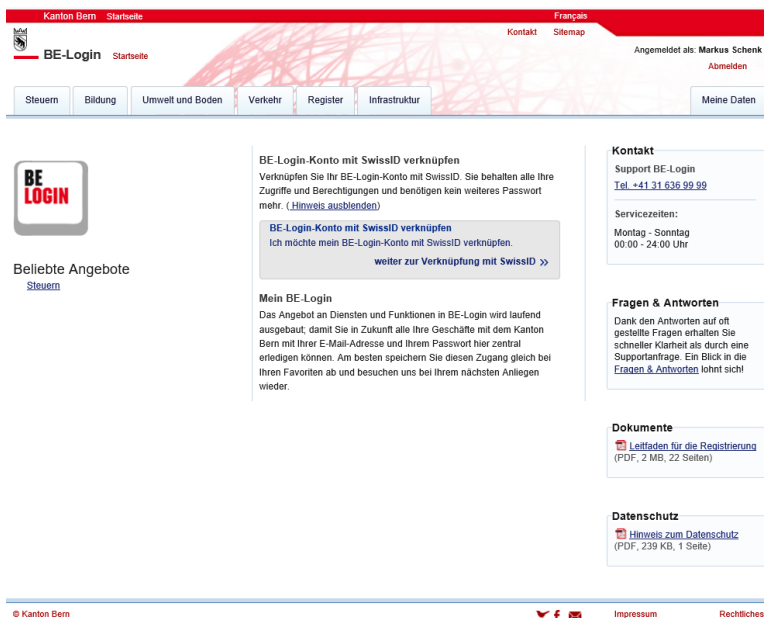 Kanton Bern Startseite Français
Kontakt Sitemap
BE-Login Startseite
Angemeldet als: Markus Schenk
Abmelden
Steuern Bildung Umwelt und Boden Verkehr Register Infrastruktur Meine Daten
BE
LOGIN
Beliebte Angebote
Steuern
BE-Login-Konto mit SwissID verknüpfen
Verknüpfen Sie Ihr BE-Login-Konto mit SwissID. Sie behalten alle Ihre
Zugriffe und Berechtigungen und benötigen kein weiteres Passwort
mehr. ( Hinweis ausblenden)
BE-Login-Konto mit SwissID verknüpfen
Ich möchte mein BE-Login-Konto mit SwissID verknüpfen.
weiter zur Verknüpfung mit SwissID »
Mein BE-Login
Das Angebot an Diensten und Funktionen in BE-Login wird laufend
ausgebaut; damit Sie in Zukunft alle Ihre Geschäfte mit dem Kanton
Bern mit Ihrer E-Mail-Adresse und Ihrem Passwort hier zentral
erledigen können. Am besten speichern Sie diesen Zugang gleich bei
Ihren Favoriten ab und besuchen uns bei Ihrem nächsten Anliegen
wieder.
Kontakt
Support BE-Login
Tel. +41 31 636 99 99
Servicezeiten:
Montag - Sonntag
00:00 - 24:00 Uhr
Fragen & Antworten
Dank den Antworten auf oft
gestellte Fragen erhalten Sie
schneller Klarheit als durch eine
Supportanfrage. Ein Blick in die
Fragen & Antworten lohnt sich!
Dokumente
Leitfaden für die Registrierung
(PDF, 2 MB, 22 Seiten)
Datenschutz
Hinweis zum Datenschutz
(PDF, 239 KB, 1 Seite)
© Kanton Bern Impressum Rechtliches